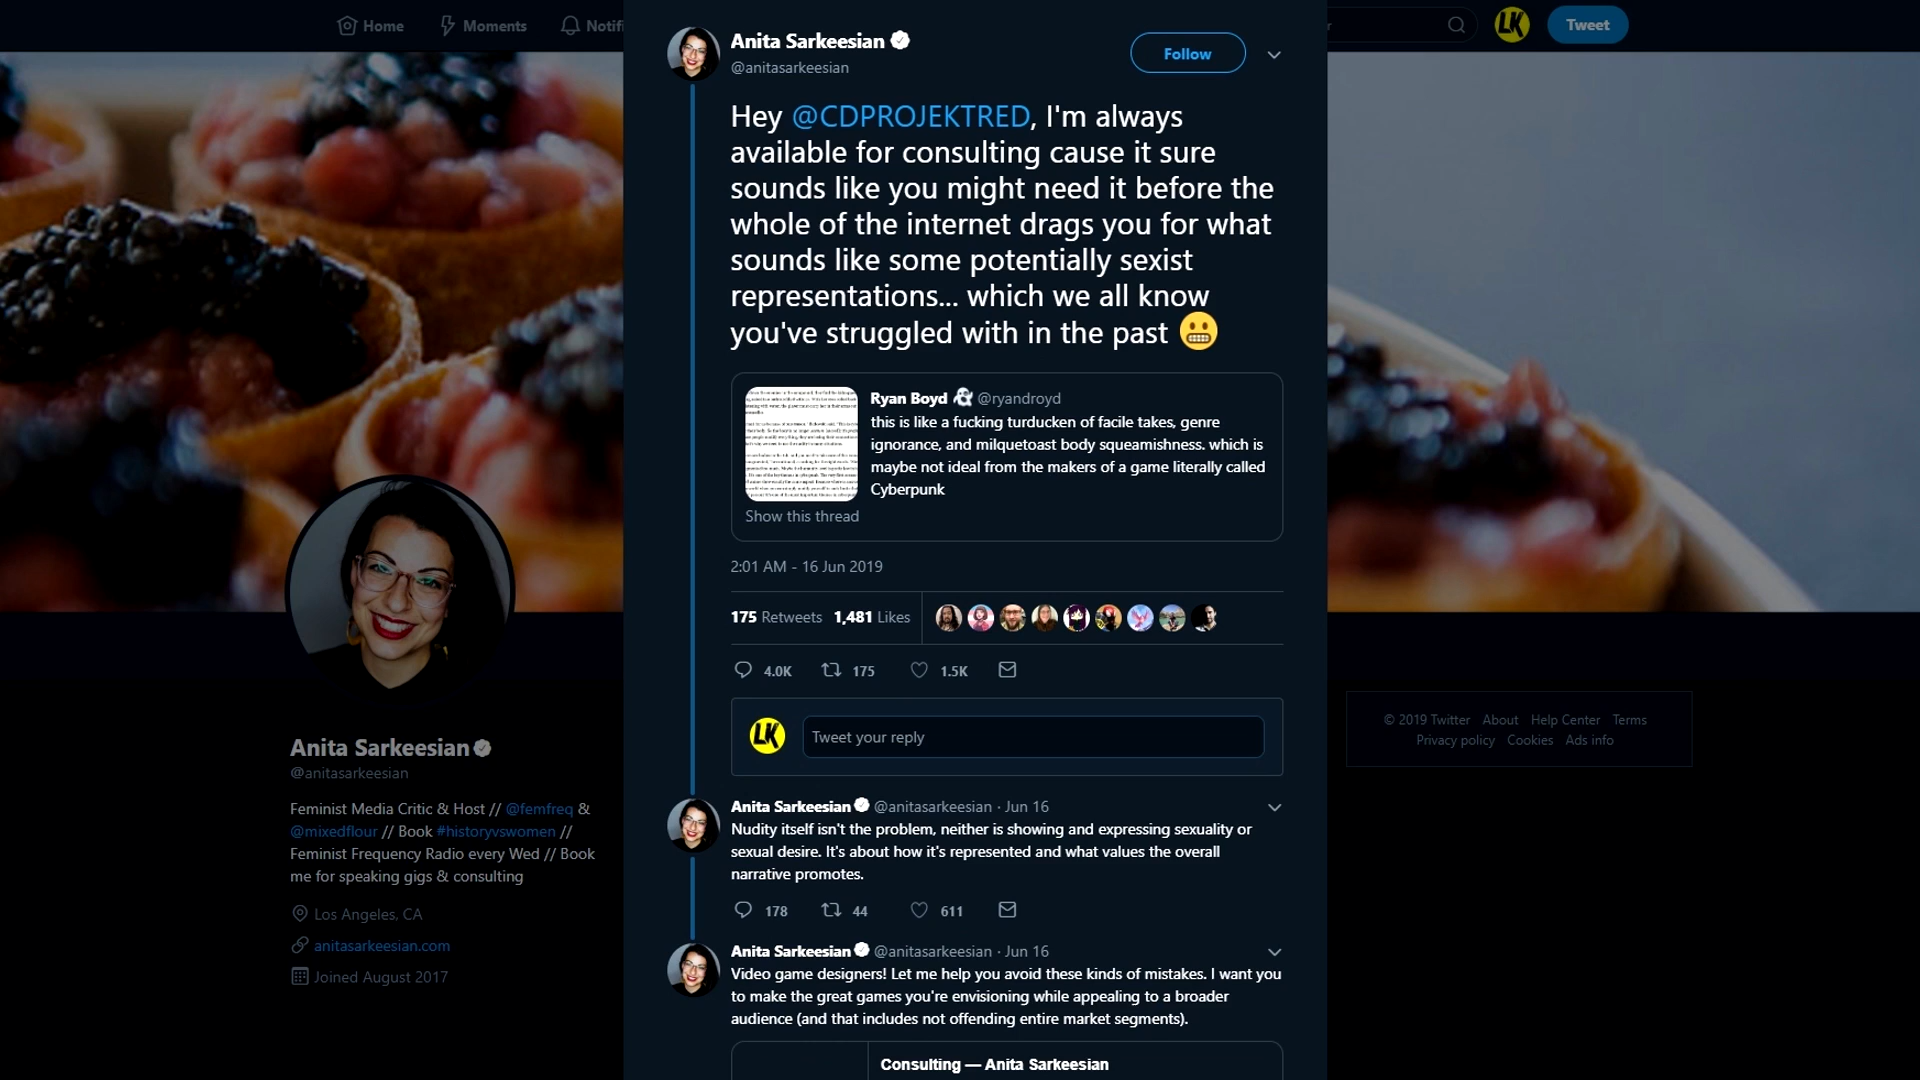 Home
Moments
Notifi
r
LK
Tweet
Anita Sarkeesian
@anitasarkeesian
Follow
Hey @CDPROJEKTRED, I'm always
available for consulting cause it sure
sounds like you might need it before the
whole of the internet drags you for what
sounds like some potentially sexist
representations... which we all know
you've struggled with in the past 😬
Ryan Boyd 👻 @ryandroyd
this is like a fucking turducken of facile takes, genre
ignorance, and milquetoast body squeamishness. which is
maybe not ideal from the makers of a game literally called
Cyberpunk
Show this thread
2:01 AM - 16 Jun 2019
175 Retweets 1,481 Likes
4.0K 175 1.5K
LK
Tweet your reply
Anita Sarkeesian @anitasarkeesian · Jun 16
Nudity itself isn't the problem, neither is showing and expressing sexuality or
sexual desire. It's about how it's represented and what values the overall
narrative promotes.
178 44 611
Anita Sarkeesian @anitasarkeesian · Jun 16
Video game designers! Let me help you avoid these kinds of mistakes. I want you
to make the great games you're envisioning while appealing to a broader
audience (and that includes not offending entire market segments).
Consulting — Anita Sarkeesian
Anita Sarkeesian
@anitasarkeesian
Feminist Media Critic & Host // @femfreq &
@mixedflour // Book #historyvswomen //
Feminist Frequency Radio every Wed // Book
me for speaking gigs & consulting
Los Angeles, CA
anitasarkeesian.com
Joined August 2017
© 2019 Twitter About Help Center Terms
Privacy policy Cookies Ads info